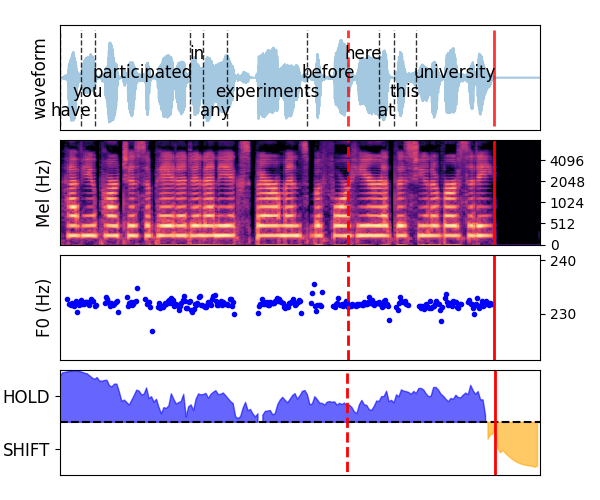 waveform
have
you
participated
in
any
experiments
before
here
at
this
university
Mel (Hz)
4096
2048
1024
512
0
F0 (Hz)
240
230
HOLD
SHIFT